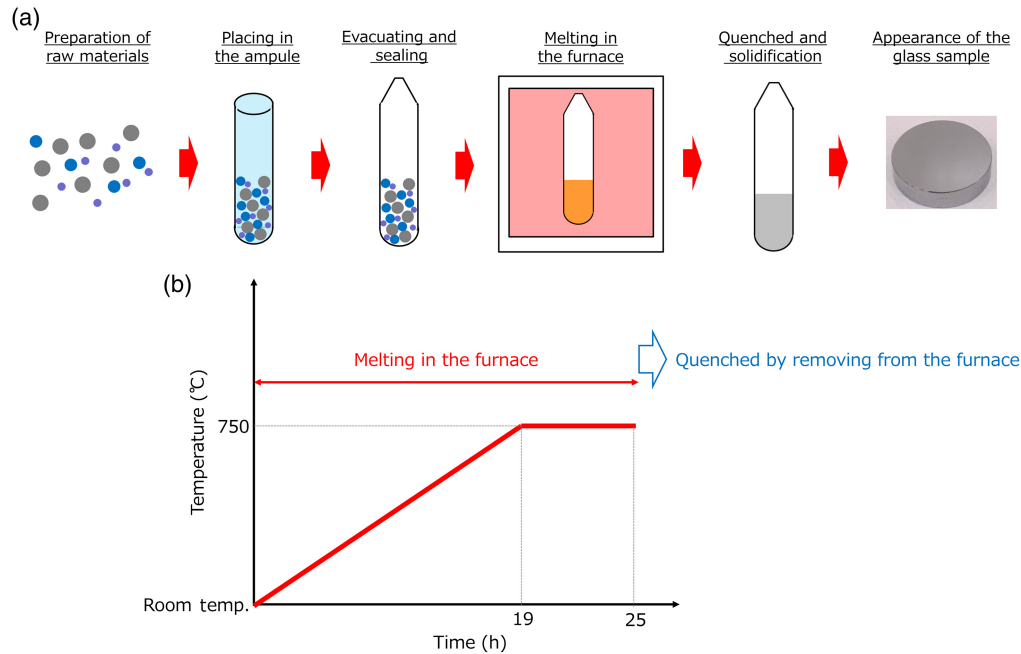 (a)
Preparation of
raw materials
Placing in
the ampule
Evacuating and
sealing
Melting in
the furnace
Quenched and
solidification
Appearance of the
glass sample
(b)
Temperature (℃)
Melting in the furnace
Quenched by removing from the furnace
750
Room temp.
19
25
Time (h)